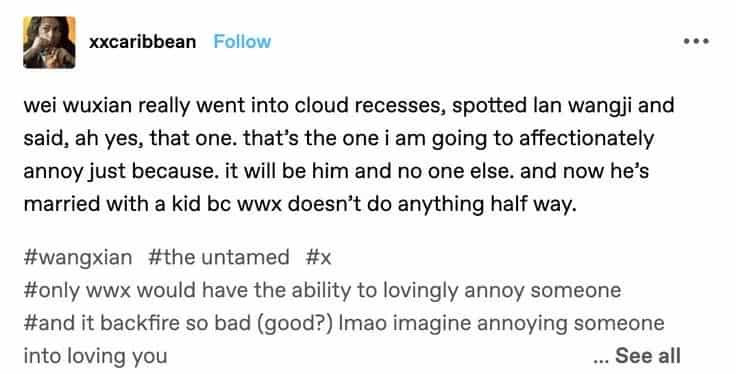 xxcaribbean Follow
wei wuxian really went into cloud recesses, spotted lan wangji and
said, ah yes, that one. that’s the one i am going to affectionately
annoy just because. it will be him and no one else. and now he’s
married with a kid bc wwx doesn’t do anything half way.
#wangxian #the untamed #x
#only wwx would have the ability to lovingly annoy someone
#and it backfire so bad (good?) lmao imagine annoying someone
into loving you ... See all